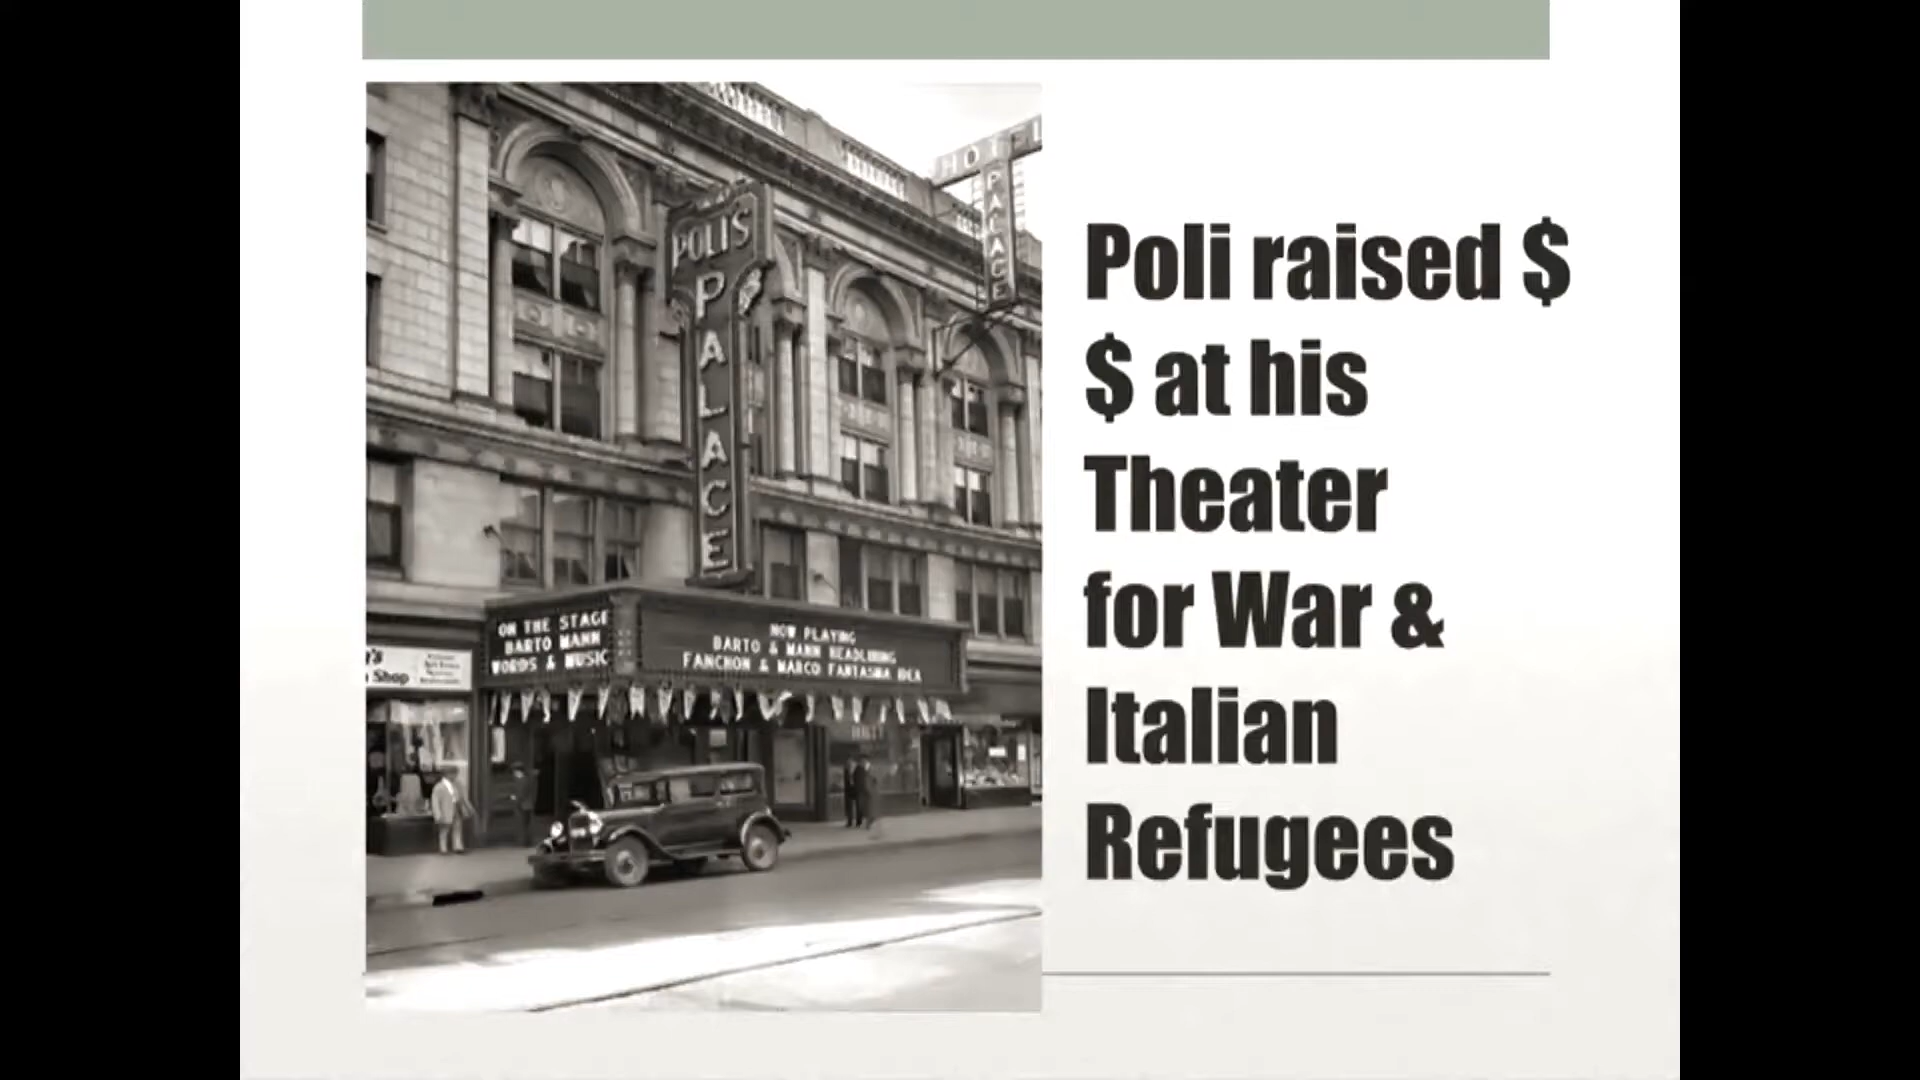 HOTEL
PALACE
POLI'S
PALACE
ON THE STAGE
BARTO MANN
WORDS & MUSIC
NOW PLAYING
BARTO & MANN HEADLINING
FANCHON & MARCO FANTASMA IDEA
Shop
Poli raised $
$ at his
Theater
for War &
Italian
Refugees